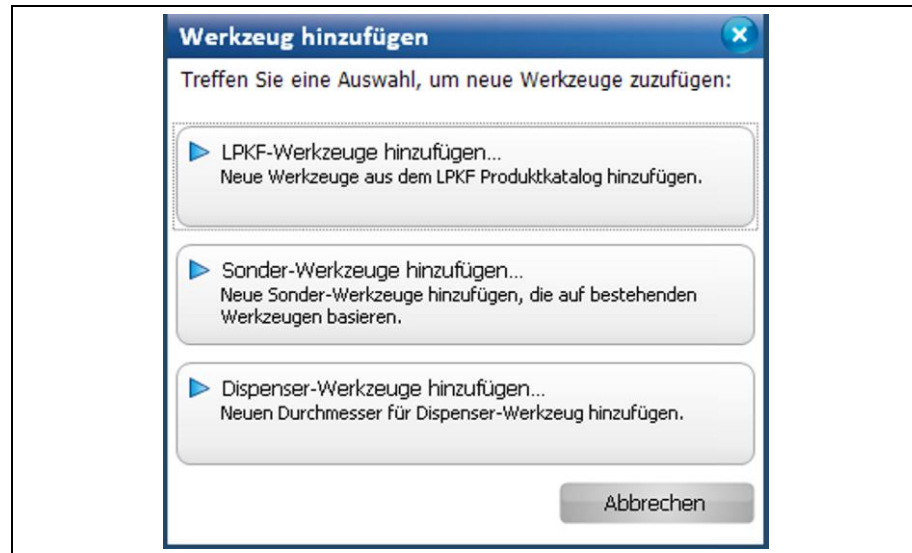 Werkzeug hinzufügen
Treffen Sie eine Auswahl, um neue Werkzeuge zuzufügen:
LPKF-Werkzeuge hinzufügen...
Neue Werkzeuge aus dem LPKF Produktkatalog hinzufügen.
Sonder-Werkzeuge hinzufügen...
Neue Sonder-Werkzeuge hinzufügen, die auf bestehenden
Werkzeugen basieren.
Dispenser-Werkzeuge hinzufügen...
Neuen Durchmesser für Dispenser-Werkzeug hinzufügen.
Abbrechen